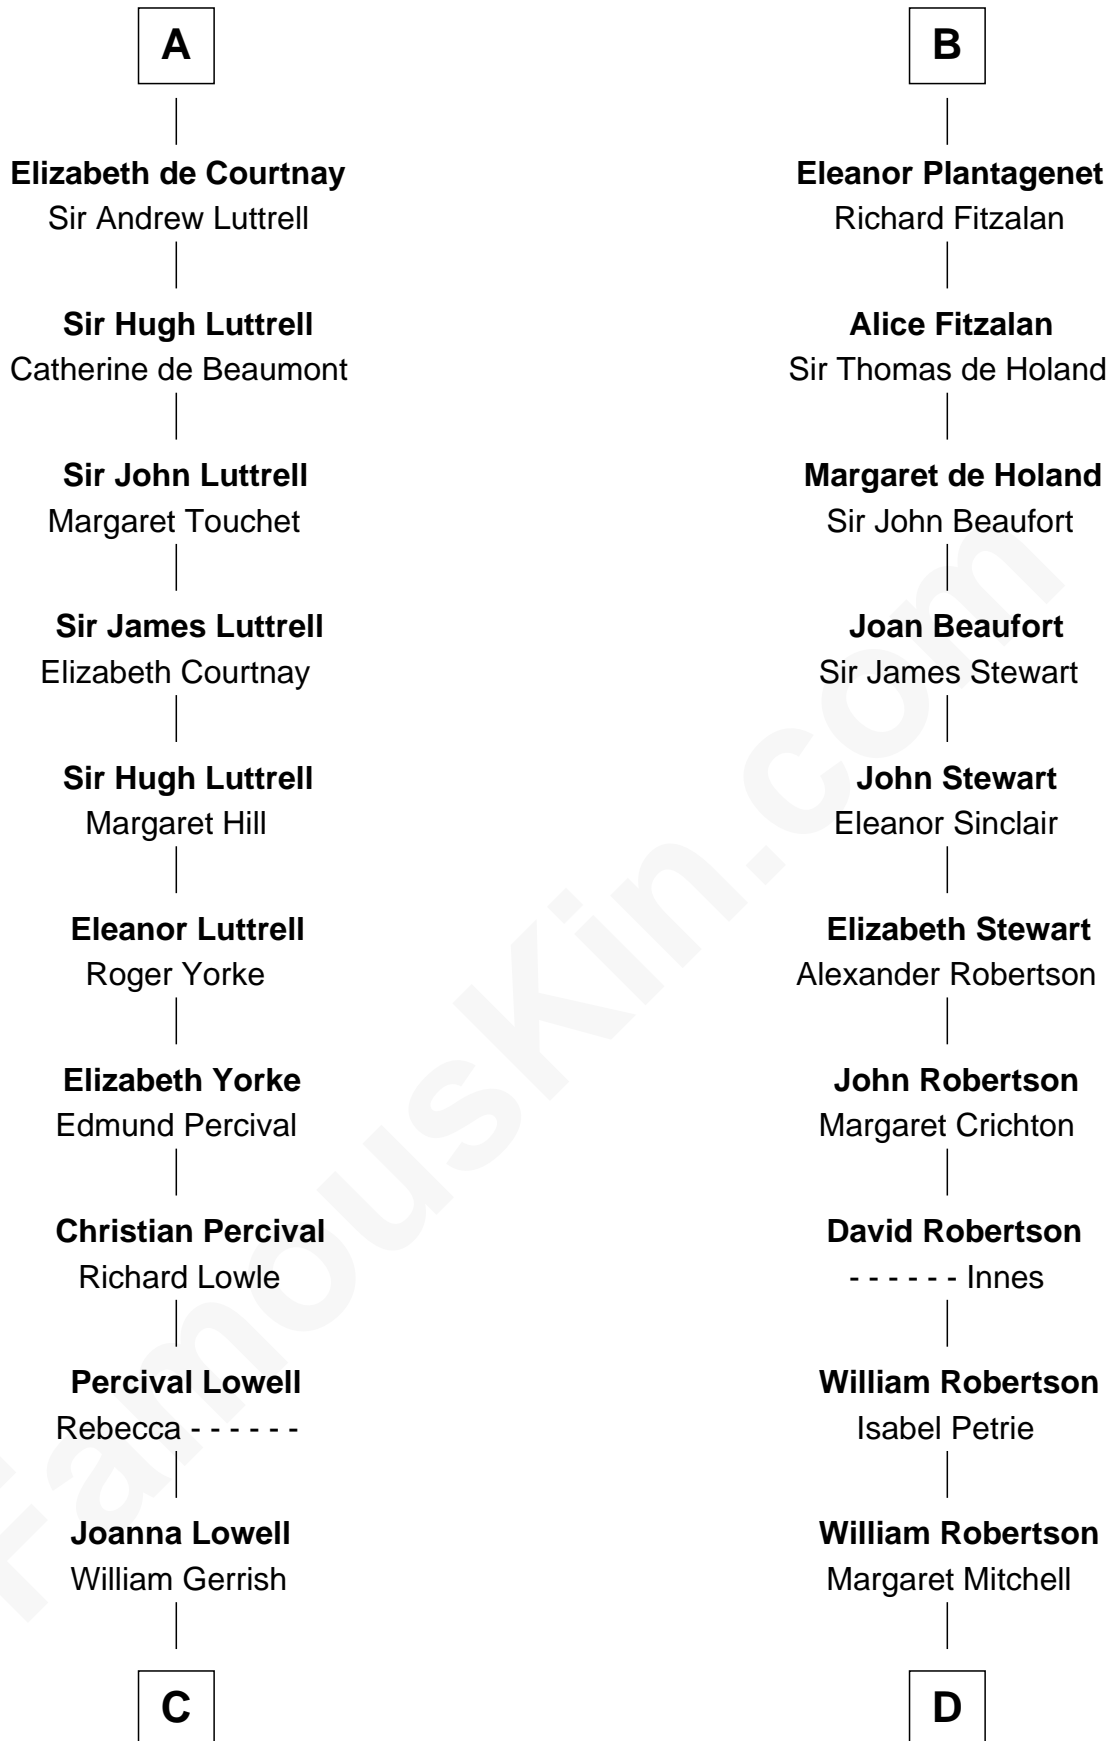 A
Elizabeth de Courtnay
Sir Andrew Luttrell
Sir Hugh Luttrell
Catherine de Beaumont
Sir John Luttrell
Margaret Touchet
Sir James Luttrell
Elizabeth Courtnay
Sir Hugh Luttrell
Margaret Hill
Eleanor Luttrell
Roger Yorke
Elizabeth Yorke
Edmund Percival
Christian Percival
Richard Lowle
Percival Lowell
Rebecca - - - - - -
Joanna Lowell
William Gerrish
C
B
Eleanor Plantagenet
Richard Fitzalan
Alice Fitzalan
Sir Thomas de Holand
Margaret de Holand
Sir John Beaufort
Joan Beaufort
Sir James Stewart
John Stewart
Eleanor Sinclair
Elizabeth Stewart
Alexander Robertson
John Robertson
Margaret Crichton
David Robertson
- - - - - - Innes
William Robertson
Isabel Petrie
William Robertson
Margaret Mitchell
D
FamousKin.com